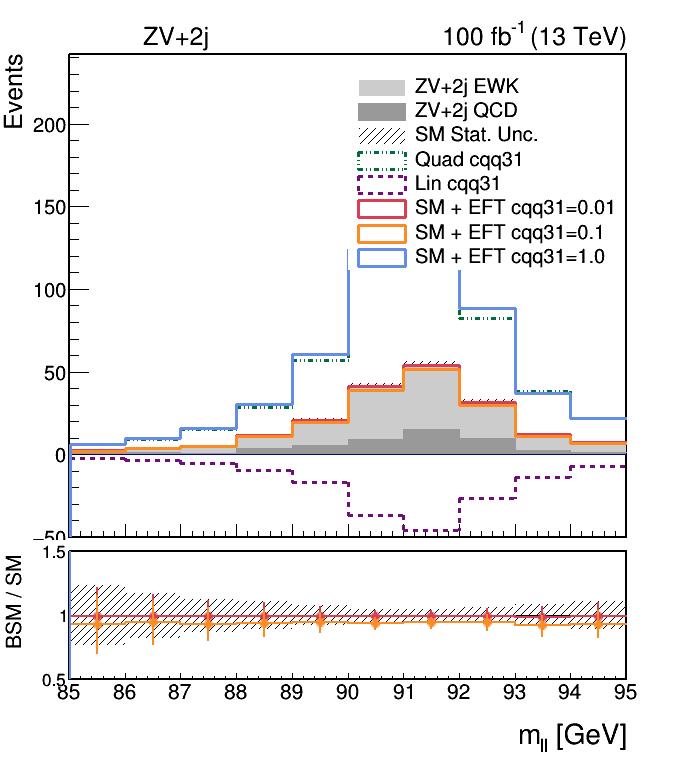 ZV+2j 100 fb-1 (13 TeV)
Events
ZV+2j EWK
ZV+2j QCD
SM Stat. Unc.
Quad cqq31
Lin cqq31
SM + EFT cqq31=0.01
SM + EFT cqq31=0.1
SM + EFT cqq31=1.0
200
150
100
50
0
−50
BSM / SM
1.5
1
0.5
85 86 87 88 89 90 91 92 93 94 95
mll [GeV]